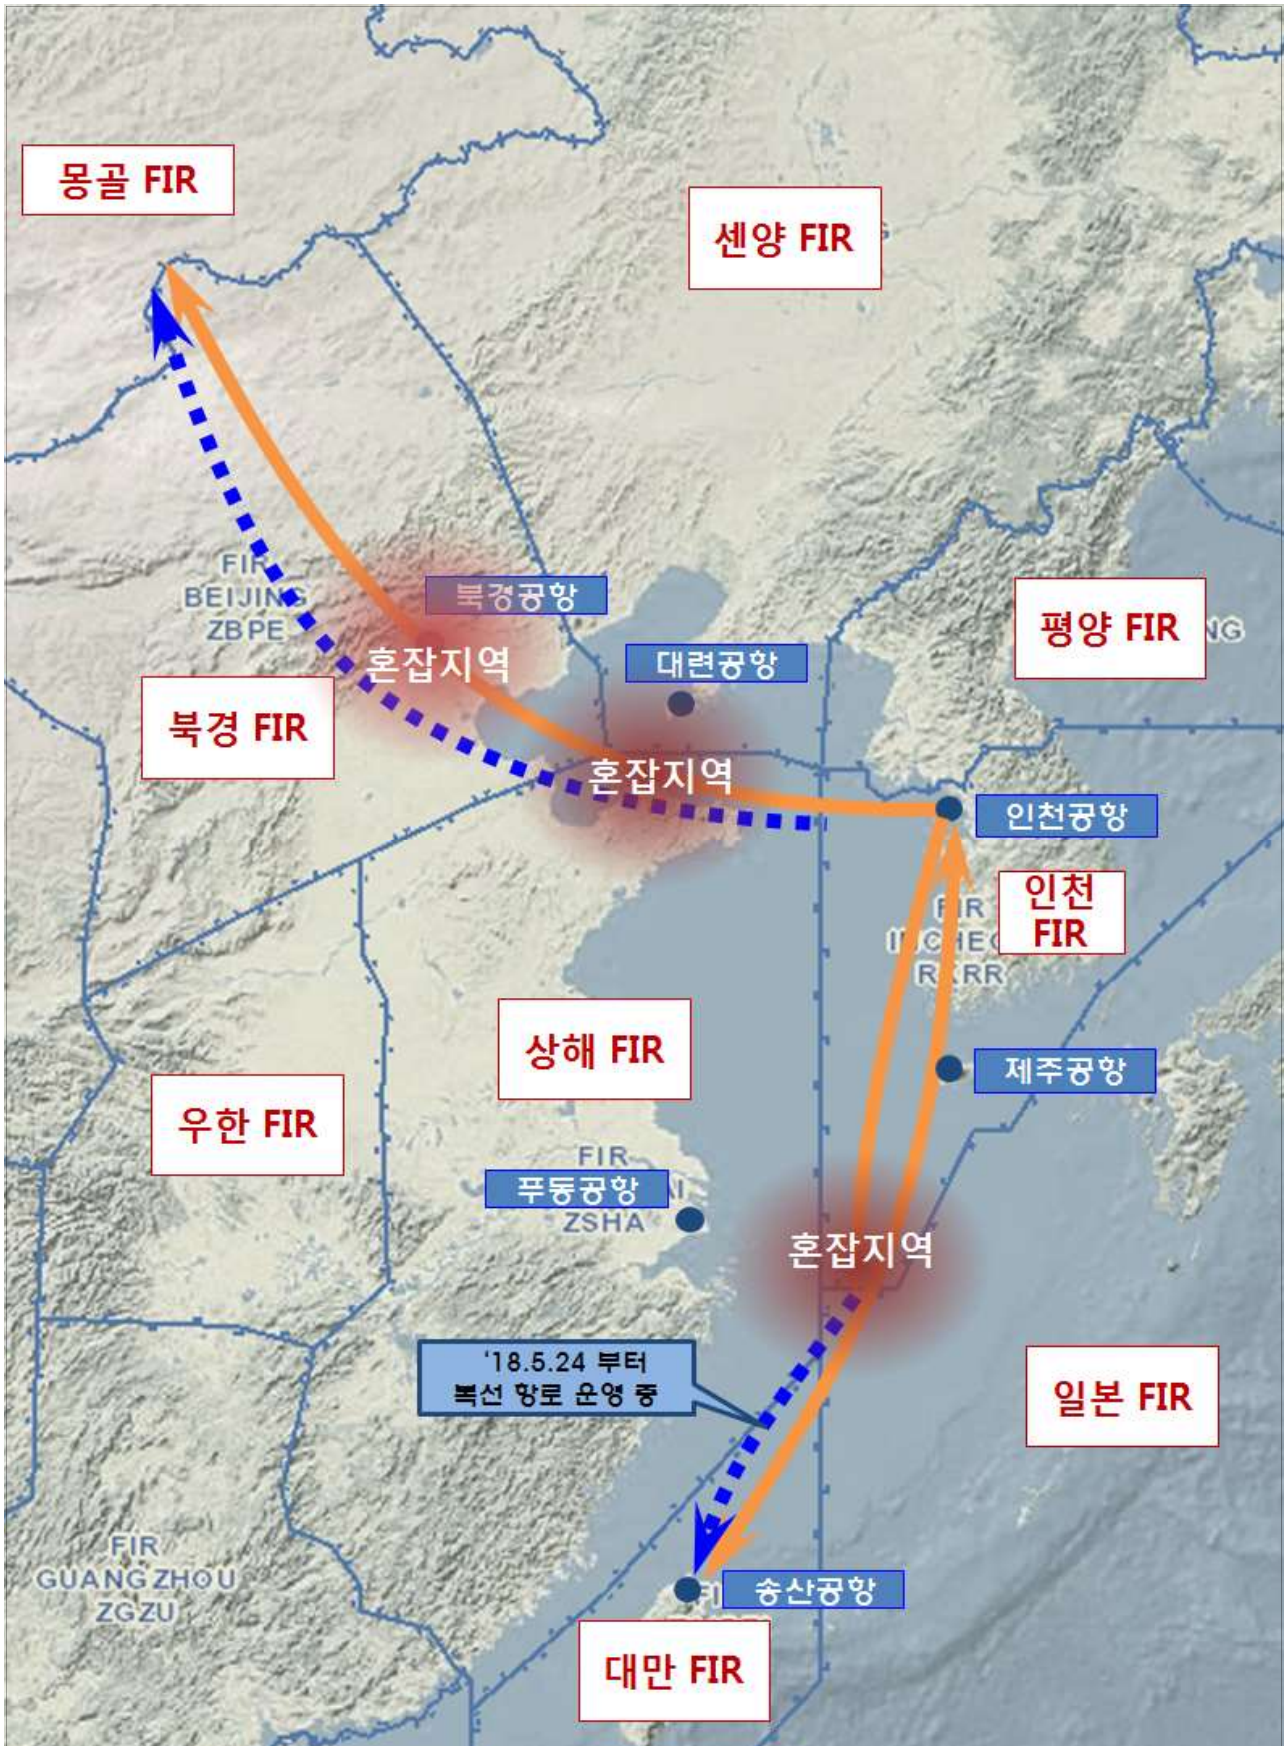 몽골 FIR
센양 FIR
FIR
BEIJING
ZBPE
북경공항
평양 FIR
NG
혼잡지역
대련공항
북경 FIR
혼잡지역
인천공항
인천
FIR
FIR
RKRR
상해 FIR
제주공항
우한 FIR
FIR
푸동공항
AI
ZSHA
혼잡지역
‘18.5.24 부터
복선 항로 운영 중
일본 FIR
FIR
GUANGZHOU
ZGZU
송산공항
대만 FIR